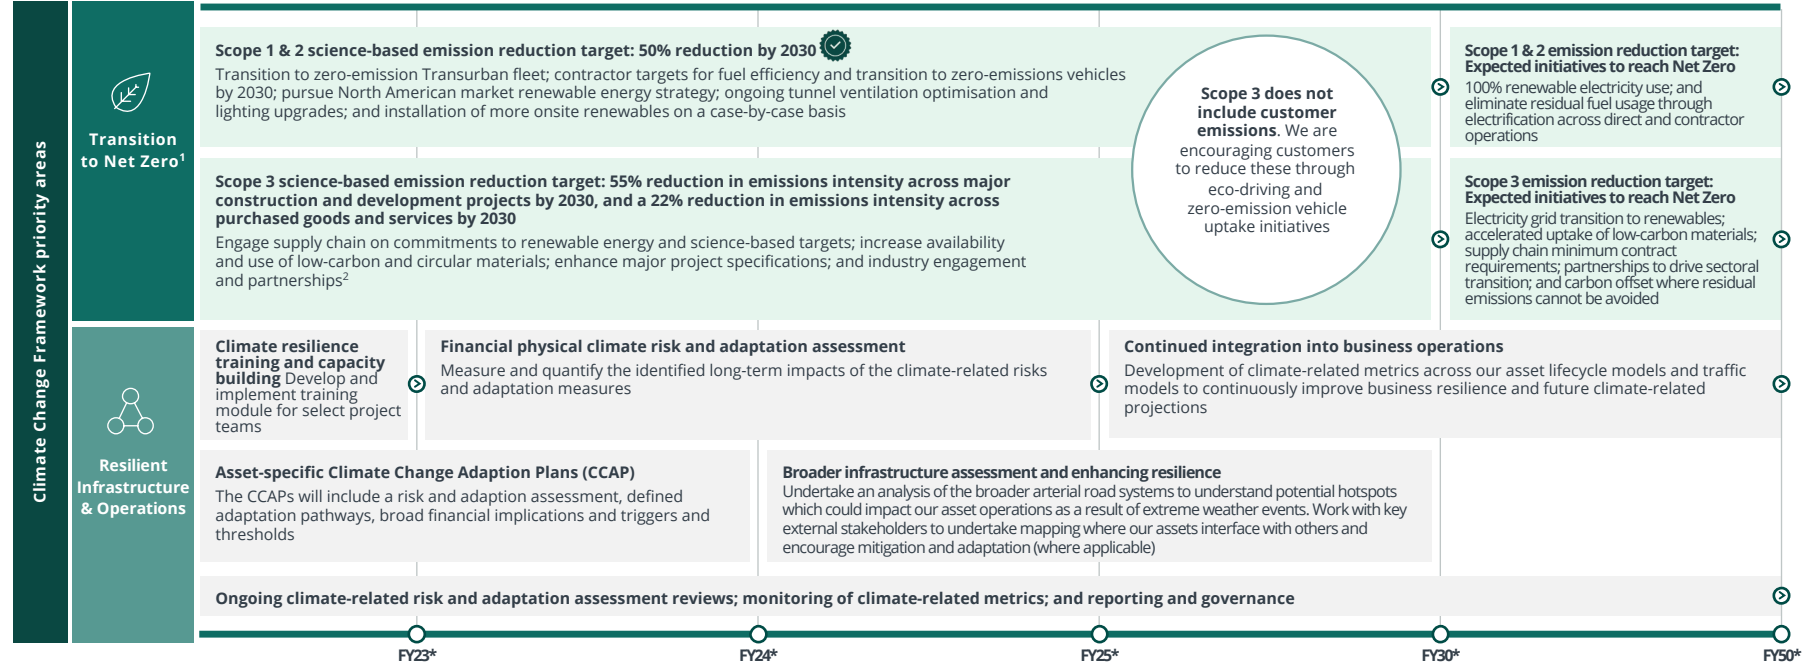 Climate Change Framework priority areas
Transition
to Net Zero1
Scope 1 & 2 science-based emission reduction target: 50% reduction by 2030
Transition to zero-emission Transurban fleet; contractor targets for fuel efficiency and transition to zero-emissions vehicles
by 2030; pursue North American market renewable energy strategy; ongoing tunnel ventilation optimisation and
lighting upgrades; and installation of more onsite renewables on a case-by-case basis
Scope 3 science-based emission reduction target: 55% reduction in emissions intensity across major
construction and development projects by 2030, and a 22% reduction in emissions intensity across
purchased goods and services by 2030
Engage supply chain on commitments to renewable energy and science-based targets; increase availability
and use of low-carbon and circular materials; enhance major project specifications; and industry engagement
and partnerships2
Scope 3 does not
include customer
emissions. We are
encouraging customers
to reduce these through
eco-driving and
zero-emission vehicle
uptake initiatives
Scope 1 & 2 emission reduction target:
Expected initiatives to reach Net Zero
100% renewable electricity use; and
eliminate residual fuel usage through
electrification across direct and contractor
operations
Scope 3 emission reduction target:
Expected initiatives to reach Net Zero
Electricity grid transition to renewables;
accelerated uptake of low-carbon materials;
supply chain minimum contract
requirements; partnerships to drive sectoral
transition; and carbon offset where residual
emissions cannot be avoided
Resilient
Infrastructure
& Operations
Climate resilience
training and capacity
building Develop and
implement training
module for select project
teams
Financial physical climate risk and adaptation assessment
Measure and quantify the identified long-term impacts of the climate-related risks
and adaptation measures
Continued integration into business operations
Development of climate-related metrics across our asset lifecycle models and traffic
models to continuously improve business resilience and future climate-related
projections
Asset-specific Climate Change Adaption Plans (CCAP)
The CCAPs will include a risk and adaption assessment, defined
adaptation pathways, broad financial implications and triggers and
thresholds
Broader infrastructure assessment and enhancing resilience
Undertake an analysis of the broader arterial road systems to understand potential hotspots
which could impact our asset operations as a result of extreme weather events. Work with key
external stakeholders to undertake mapping where our assets interface with others and
encourage mitigation and adaptation (where applicable)
Ongoing climate-related risk and adaptation assessment reviews; monitoring of climate-related metrics; and reporting and governance
FY23*
FY24*
FY25*
FY30*
FY50*